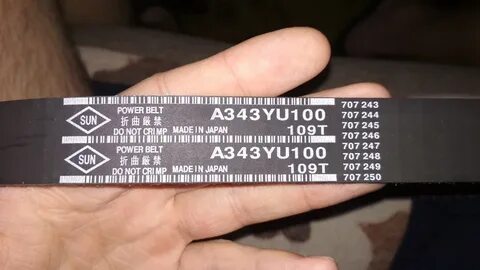 SUN
POWER BELT
折曲厳禁
DO NOT CRIMP
MADE IN JAPAN
A343YU100
109T
SUN
POWER BELT
折曲厳禁
DO NOT CRIMP
MADE IN JAPAN
A343YU100
109T
707 243
707 244
707 245
707 246
707 247
707 248
707 249
707 250